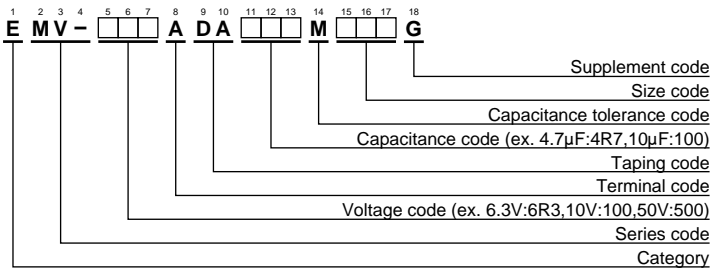 1 2 3 4 5 6 7 8 9 10 11 12 13 14 15 16 17 18
E MV− □□□ A DA □□□ M □□□ G
Supplement code
Size code
Capacitance tolerance code
Capacitance code (ex. 4.7µF:4R7,10µF:100)
Taping code
Terminal code
Voltage code (ex. 6.3V:6R3,10V:100,50V:500)
Series code
Category